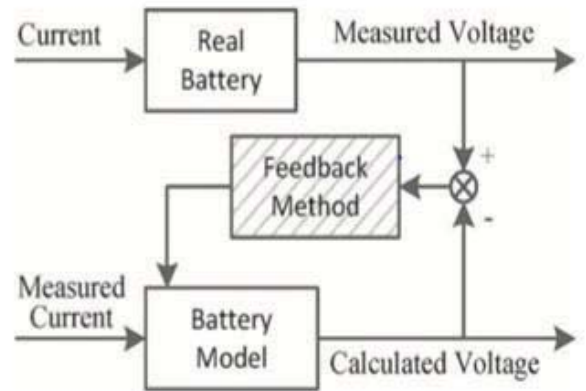 Current
Real
Battery
Measured Voltage
+
Feedback
Method
-
Measured
Current
Battery
Model
Calculated Voltage